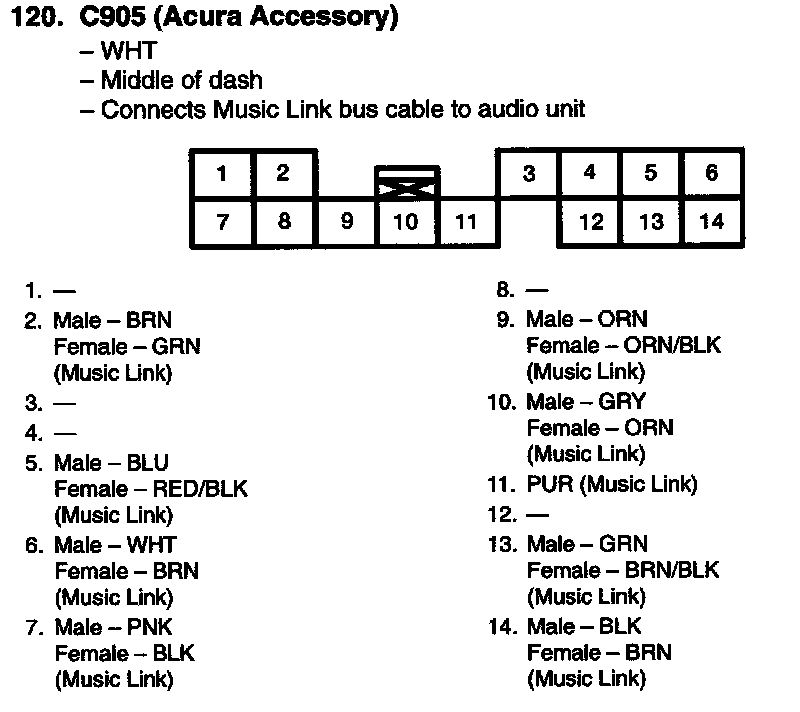 120. C905 (Acura Accessory)
– WHT
– Middle of dash
– Connects Music Link bus cable to audio unit
1 2 3 4 5 6
7 8 9 10 11 12 13 14
1. —
2. Male – BRN
Female – GRN
(Music Link)
3. —
4. —
5. Male – BLU
Female – RED/BLK
(Music Link)
6. Male – WHT
Female – BRN
(Music Link)
7. Male – PNK
Female – BLK
(Music Link)
8. —
9. Male – ORN
Female – ORN/BLK
(Music Link)
10. Male – GRY
Female – ORN
(Music Link)
11. PUR (Music Link)
12. —
13. Male – GRN
Female – BRN/BLK
(Music Link)
14. Male – BLK
Female – BRN
(Music Link)